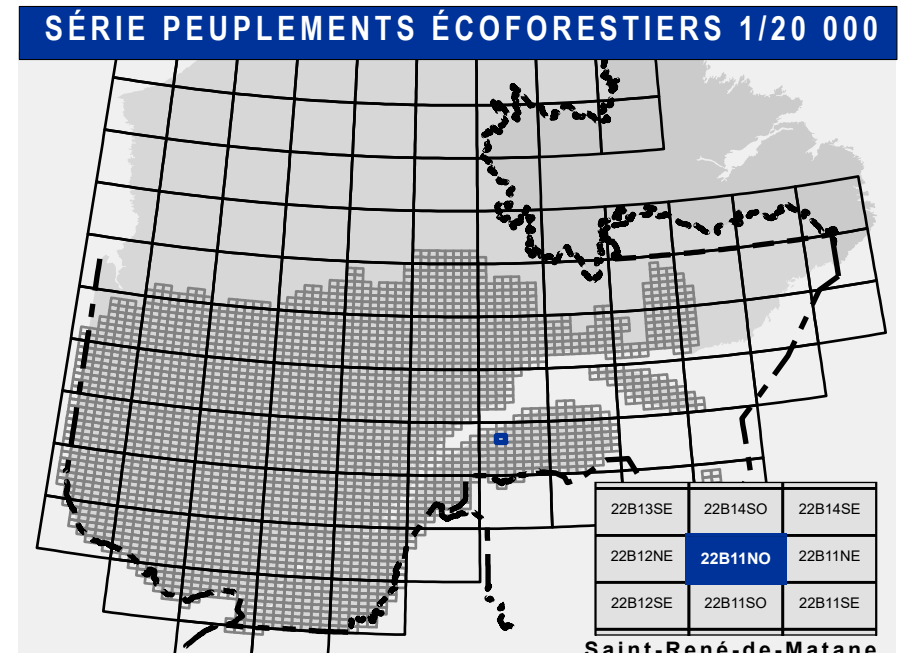 SÉRIE PEUPLEMENTS ÉCOFORESTIERS 1/20 000
22B13SE 22B14SO 22B14SE
22B12NE 22B11NO 22B11NE
22B12SE 22B11SO 22B11SE
Saint-René-de-Matane